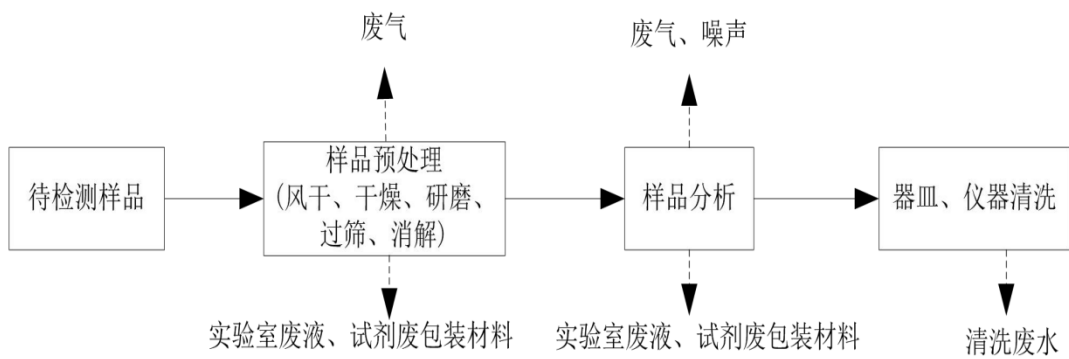 废气
废气、噪声
待检测样品
样品预处理
(风干、干燥、研磨、
过筛、消解)
样品分析
器皿、仪器清洗
实验室废液、试剂废包装材料
实验室废液、试剂废包装材料
清洗废水